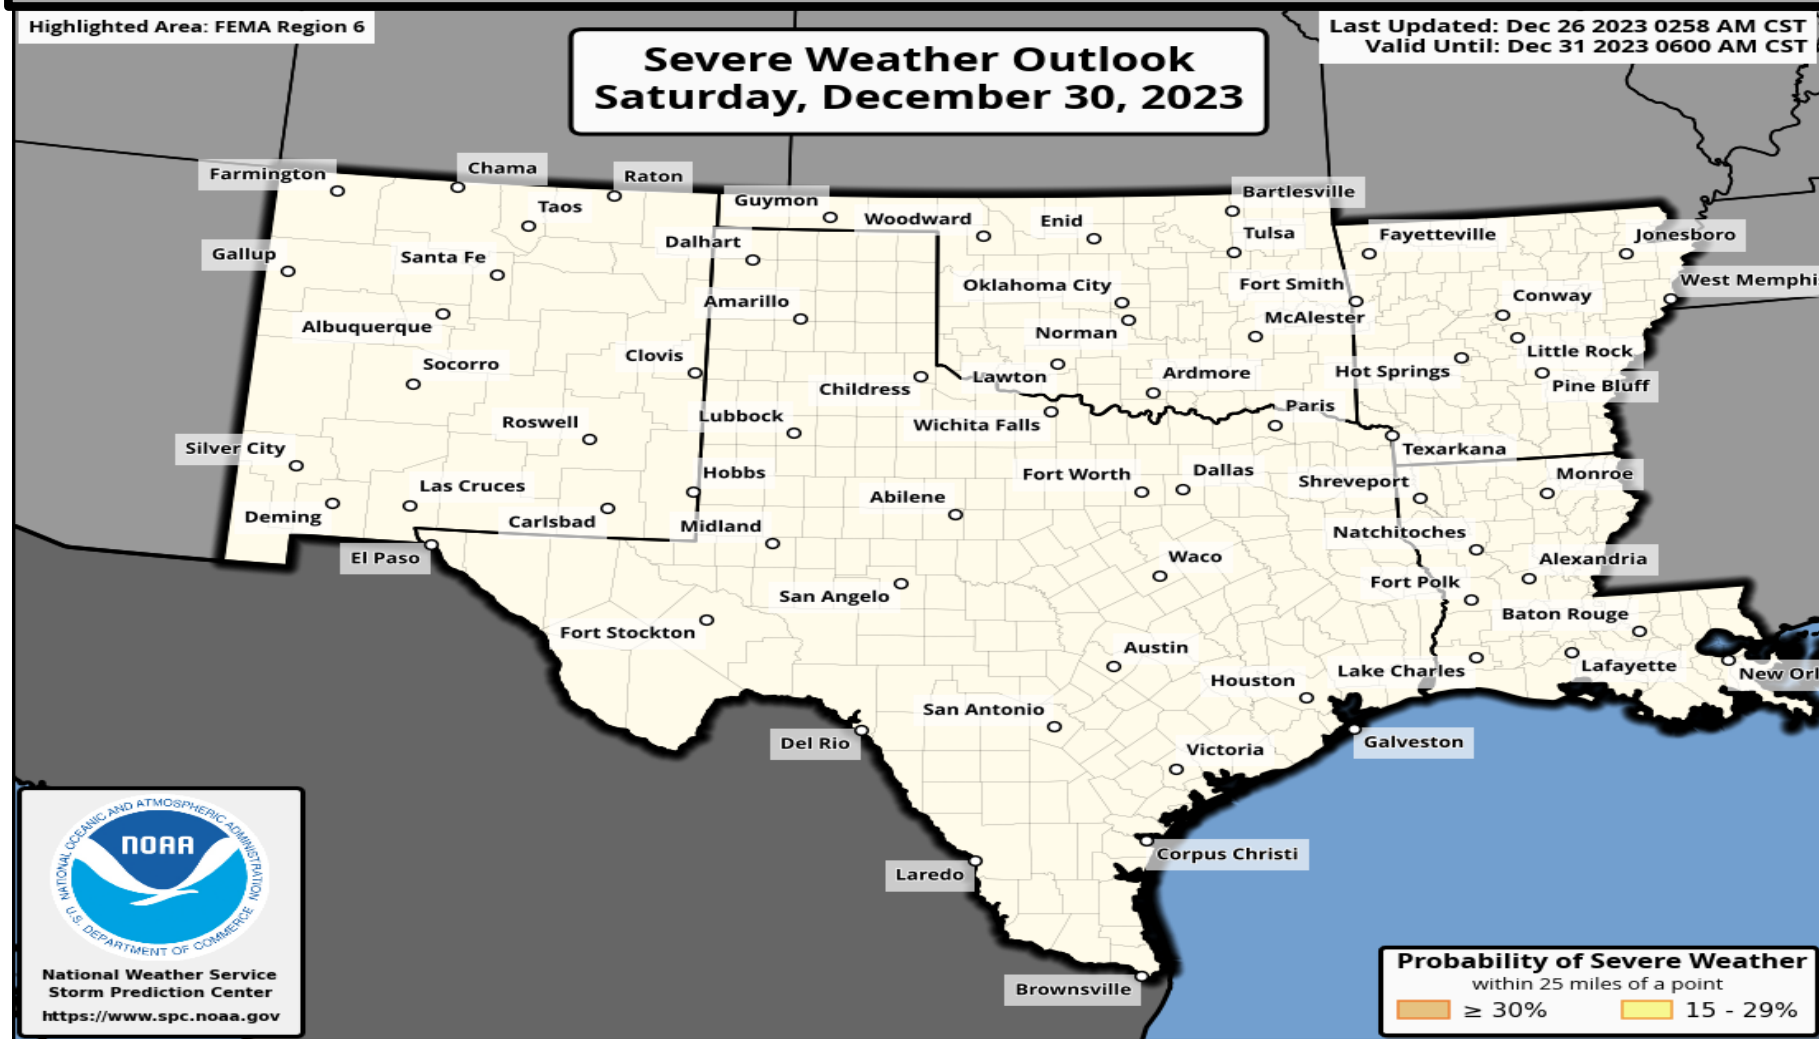 Highlighted Area: FEMA Region 6
Severe Weather Outlook
Saturday, December 30, 2023
Last Updated: Dec 26 2023 0258 AM CST
Valid Until: Dec 31 2023 0600 AM CST
Farmington
Chama
Raton
Taos
Guymon
Woodward
Enid
Bartlesville
Tulsa
Fayetteville
Jonesboro
Gallup
Santa Fe
Dalhart
Oklahoma City
Fort Smith
Conway
West Memphi
Albuquerque
Amarillo
Norman
McAlester
Little Rock
Socorro
Clovis
Childress
Lawton
Ardmore
Hot Springs
Pine Bluff
Roswell
Lubbock
Wichita Falls
Paris
Texarkana
Silver City
Las Cruces
Hobbs
Abilene
Fort Worth
Dallas
Shreveport
Monroe
Deming
Carlsbad
Midland
Natchitoches
El Paso
Waco
Alexandria
San Angelo
Fort Polk
Fort Stockton
Baton Rouge
Austin
Houston
Lake Charles
Lafayette
New Orl
San Antonio
Del Rio
Victoria
Galveston
Laredo
Corpus Christi
Brownsville
NATIONAL OCEANIC AND ATMOSPHERIC ADMINISTRATION
NOAA
U.S. DEPARTMENT OF COMMERCE
National Weather Service
Storm Prediction Center
https://www.spc.noaa.gov
Probability of Severe Weather
within 25 miles of a point
≥ 30%
15 - 29%